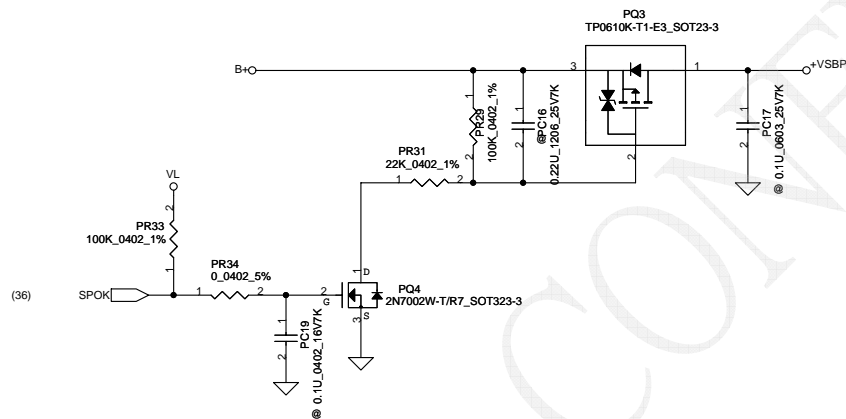 PQ3
TP0610K-T1-E3_SOT23-3
B+
3
1
+VSBP
2
1
2
PR29
100K_0402_1%
1
2
@PC16
0.22U_1206_25V7K
1
2
PC17
@ 0.1U_0603_25V7K
PR31
22K_0402_1%
1
2
VL
2
PR33
100K_0402_1%
1
PR34
0_0402_5%
(36)
SPOK
1
2
2
G
1
D
S
3
PQ4
2N7002W-T/R7_SOT323-3
1
2
PC19
@ 0.1U_0402_16V7K
CONF